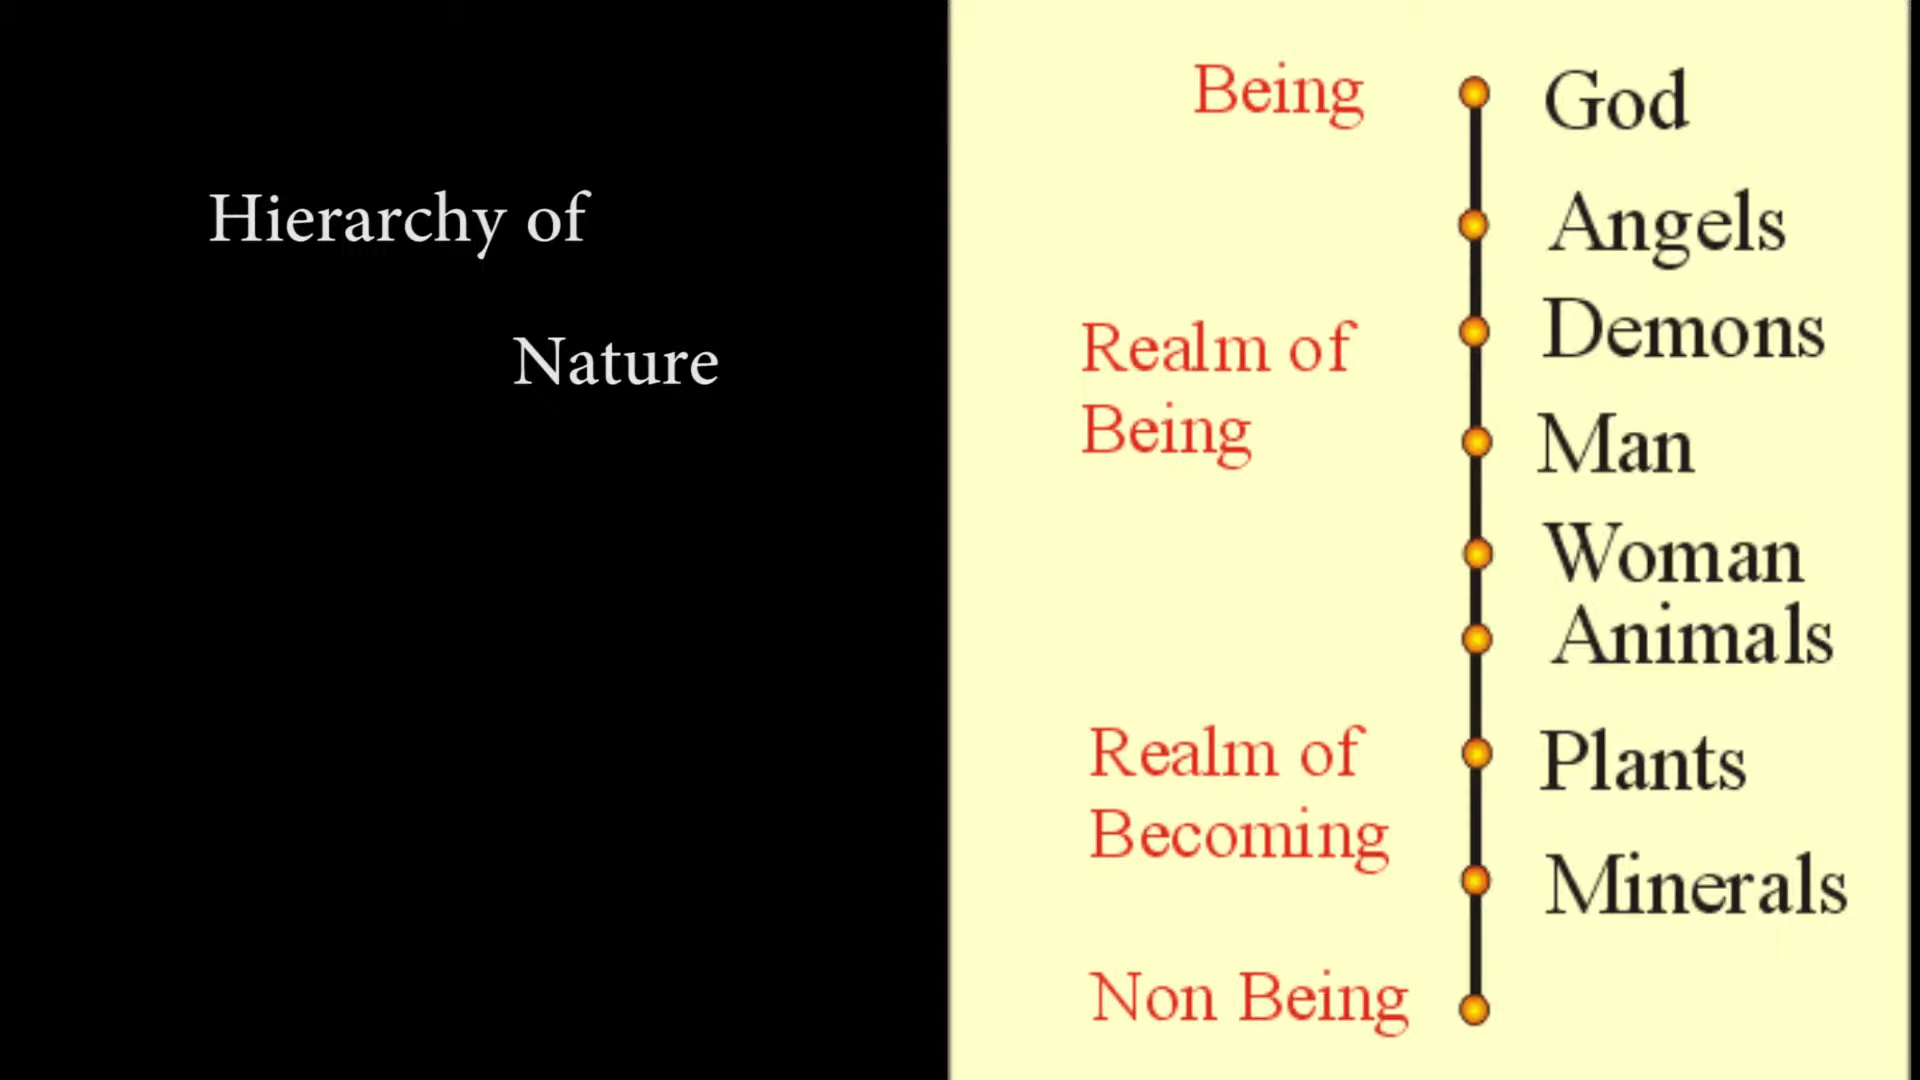 Hierarchy of
Nature
Being
God
Angels
Demons
Realm of
Being
Man
Woman
Animals
Realm of
Becoming
Plants
Minerals
Non Being